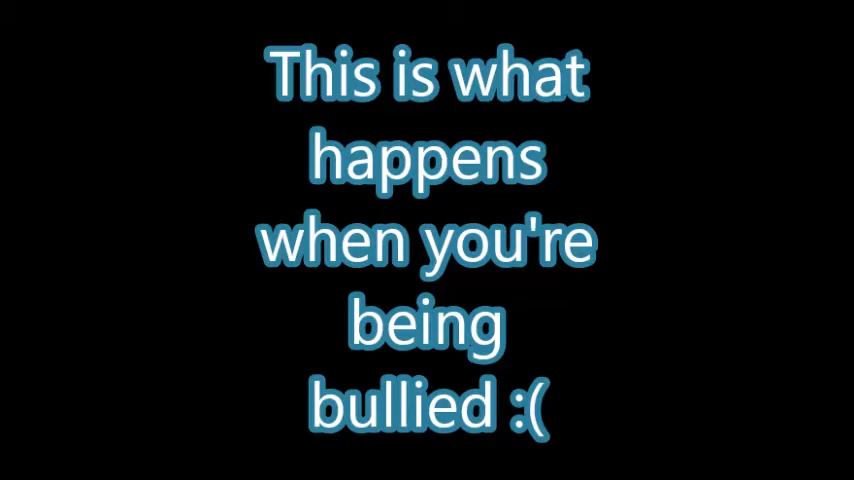 This is what
happens
when you're
being
bullied :(